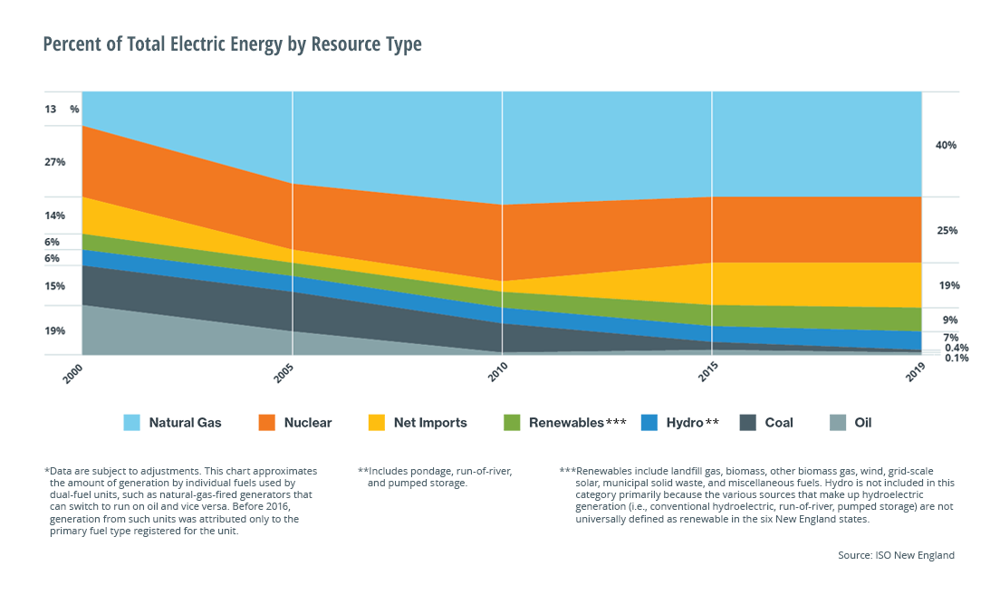 Percent of Total Electric Energy by Resource Type
13 %
27%
14%
6%
6%
15%
19%
40%
25%
19%
9%
7%
0.4%
0.1%
2000
2005
2010
2015
2019
Natural Gas
Nuclear
Net Imports
Renewables***
Hydro**
Coal
Oil
*Data are subject to adjustments. This chart approximates
the amount of generation by individual fuels used by
dual-fuel units, such as natural-gas-fired generators that
can switch to run on oil and vice versa. Before 2016,
generation from such units was attributed only to the
primary fuel type registered for the unit.
**Includes pondage, run-of-river,
and pumped storage.
***Renewables include landfill gas, biomass, other biomass gas, wind, grid-scale
solar, municipal solid waste, and miscellaneous fuels. Hydro is not included in this
category primarily because the various sources that make up hydroelectric
generation (i.e., conventional hydroelectric, run-of-river, pumped storage) are not
universally defined as renewable in the six New England states.
Source: ISO New England